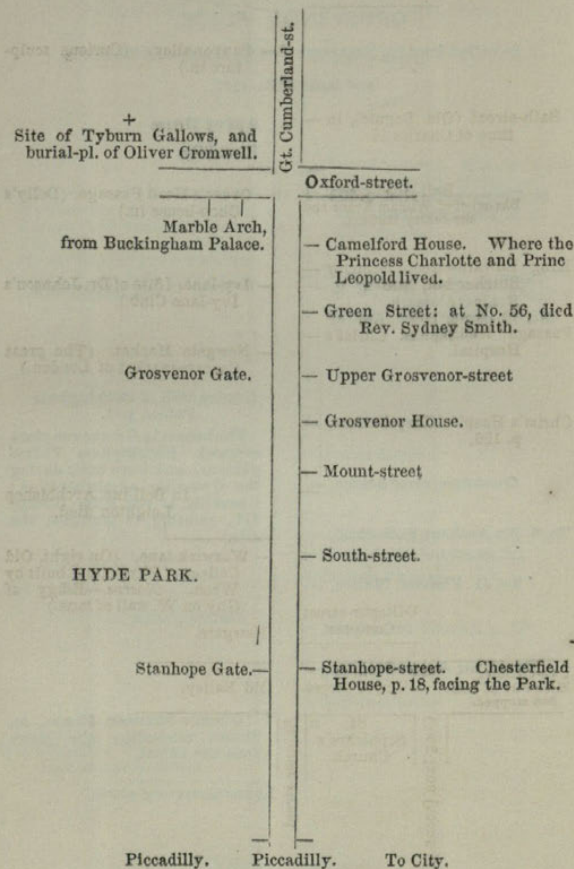 Gt. Cumberland-st.
Site of Tyburn Gallows, and
burial-pl. of Oliver Cromwell.
Oxford-street.
Marble Arch,
from Buckingham Palace.
Camelford House. Where the
Princess Charlotte and Princ
Leopold lived.
Green Street: at No. 56, died
Rev. Sydney Smith.
Grosvenor Gate.
Upper Grosvenor-street
Grosvenor House.
Mount-street
South-street.
HYDE PARK.
Stanhope Gate.
Stanhope-street. Chesterfield
House, p. 18, facing the Park.
Piccadilly. Piccadilly. To City.